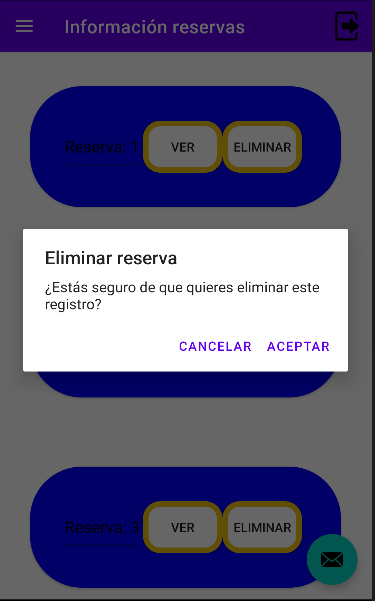 Información reservas
Reserva: 1 VER ELIMINAR
Eliminar reserva
¿Estás seguro de que quieres eliminar este
registro?
CANCELAR ACEPTAR
Reserva: 3 VER ELIMINAR